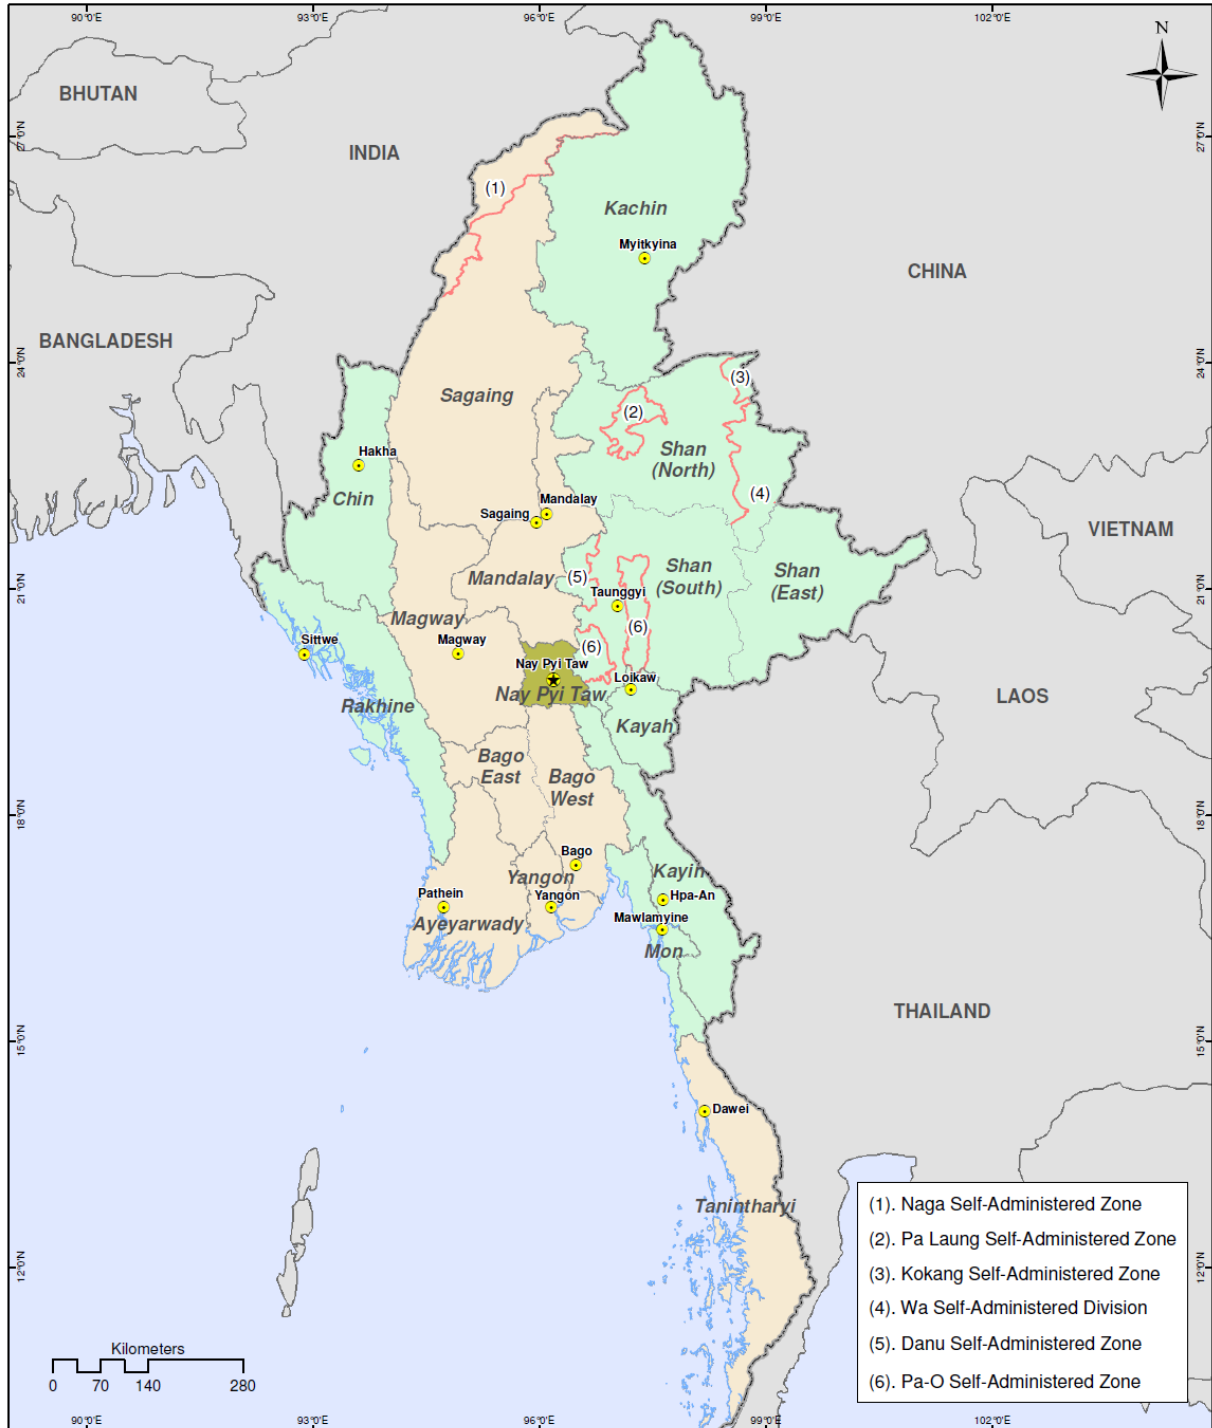 90°0'E
93°0'E
96°0'E
99°0'E
102°0'E
N
BHUTAN
27°0'N
27°0'N
INDIA
(1)
Kachin
Myitkyina
CHINA
BANGLADESH
24°0'N
24°0'N
(3)
Sagaing
(2)
Hakha
Shan
(North)
Chin
(4)
Mandalay
Sagaing
VIETNAM
Mandalay
(5)
Shan
(South)
Shan
(East)
21°0'N
21°0'N
Taunggyi
Magway
(6)
Sittwe
Magway
(6)
Nay Pyi Taw
Loikaw
Nay Pyi Taw
LAOS
Rakhine
Kayah
Bago
East
Bago
West
18°0'N
18°0'N
Bago
Kayin
Yangon
Pathein
Yangon
Hpa-An
Ayeyarwady
Mawlamyine
Mon
THAILAND
15°0'N
15°0'N
Dawei
Tanintharyi
12°0'N
12°0'N
(1). Naga Self-Administered Zone
(2). Pa Laung Self-Administered Zone
(3). Kokang Self-Administered Zone
(4). Wa Self-Administered Division
(5). Danu Self-Administered Zone
(6). Pa-O Self-Administered Zone
Kilometers
0 70 140 280
90°0'E
93°0'E
96°0'E
99°0'E
102°0'E